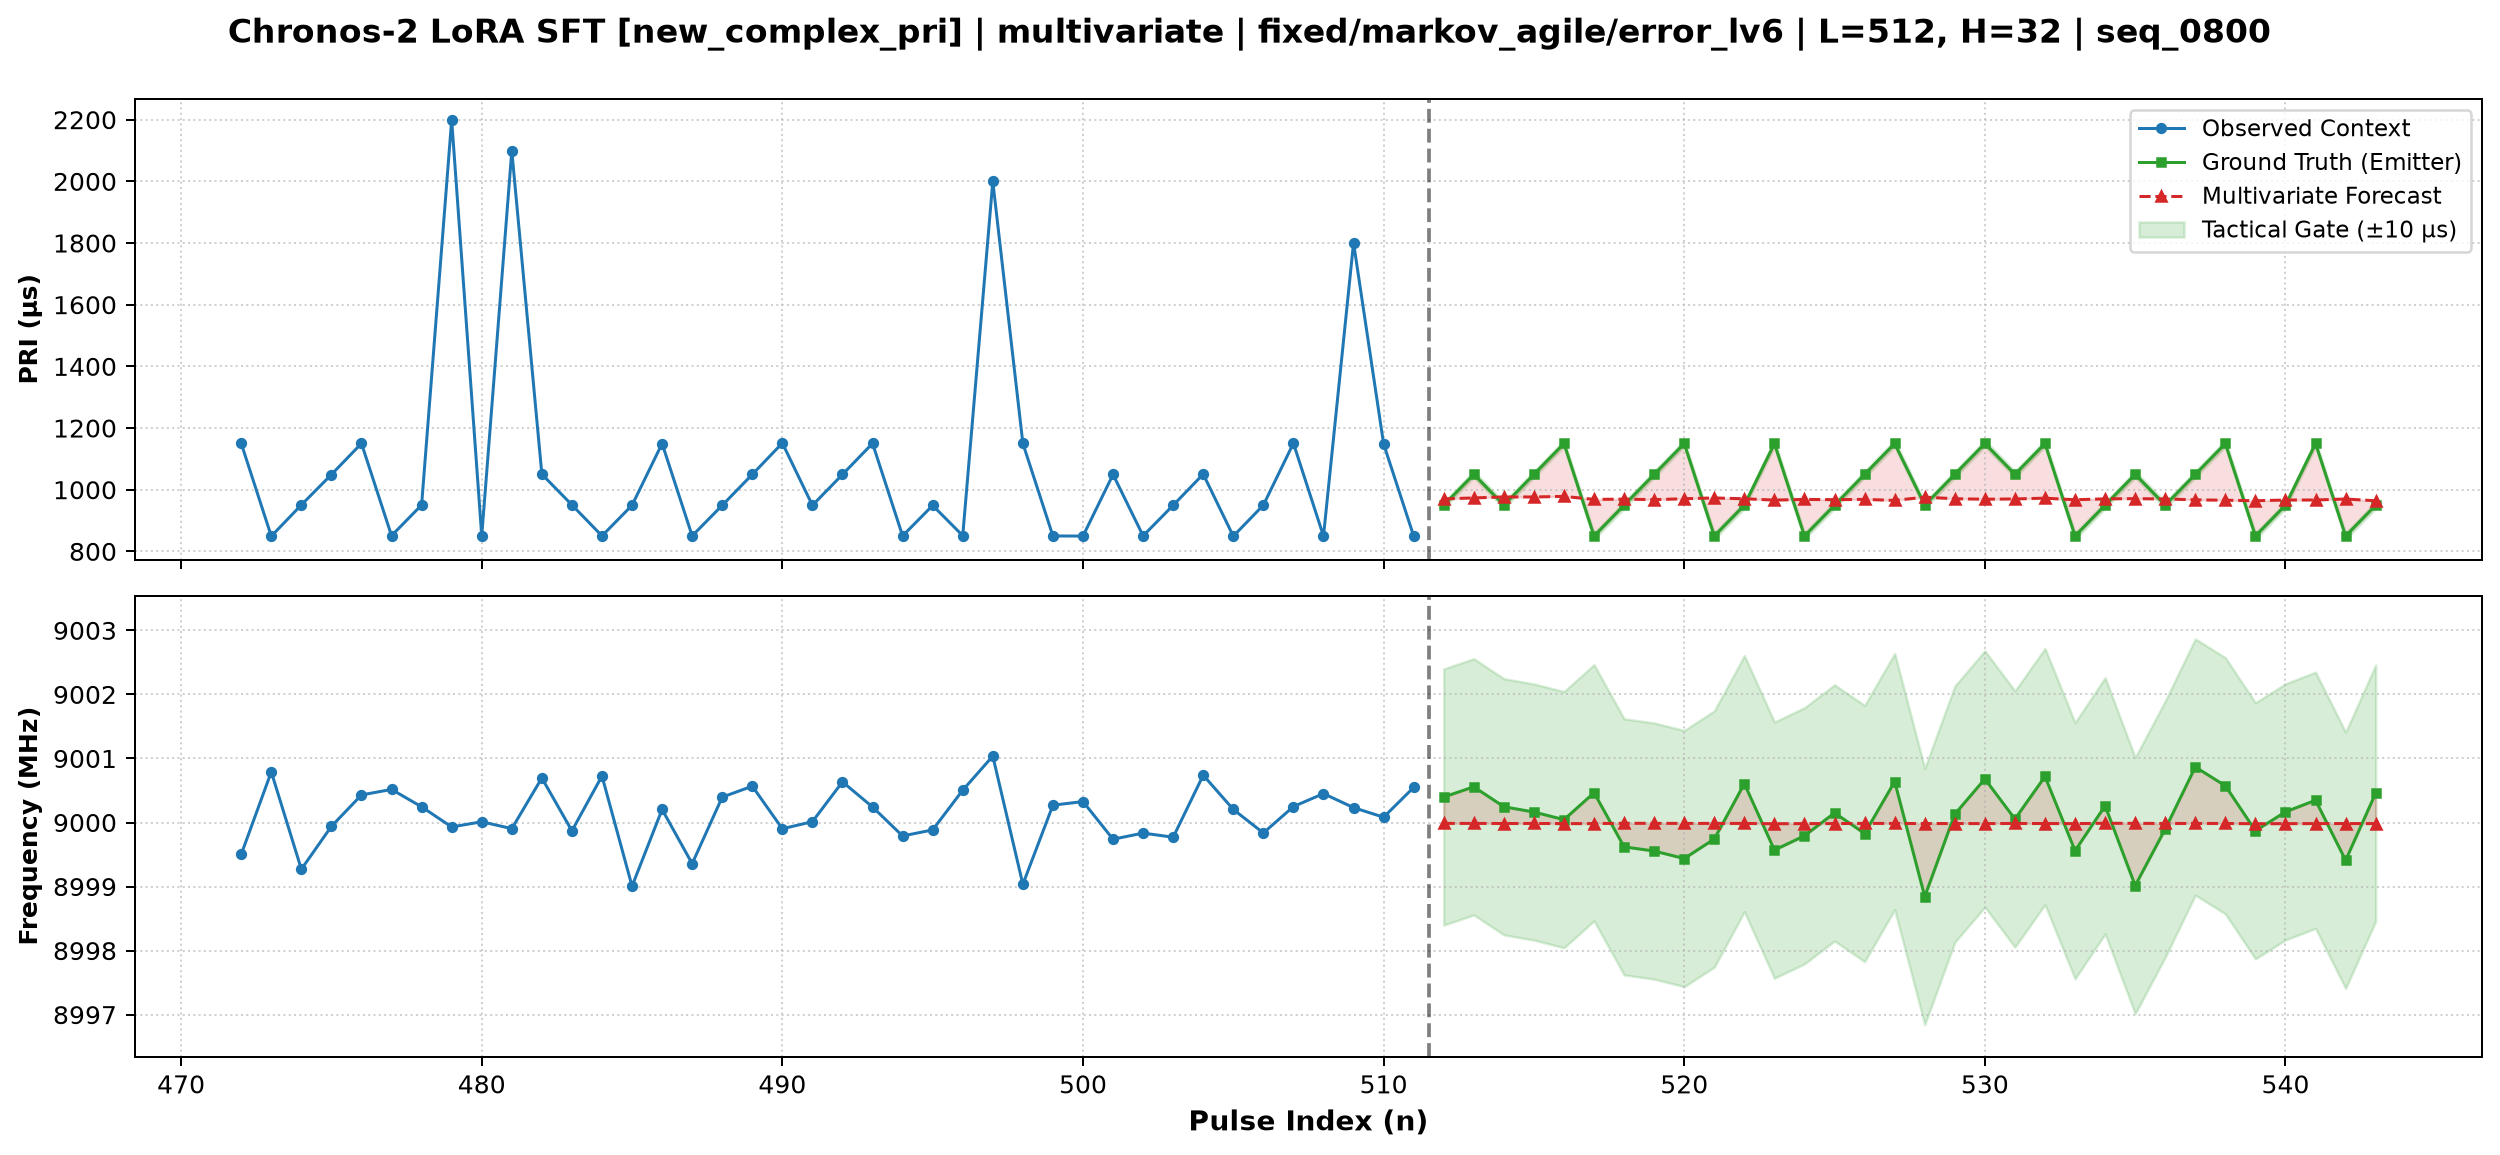 Chronos-2 LoRA SFT [new_complex_pri] | multivariate | fixed/markov_agile/error_lv6 | L=512, H=32 | seq_0800
2200
2000
1800
1600
1400
1200
1000
800
PRI (µs)
Observed Context
Ground Truth (Emitter)
Multivariate Forecast
Tactical Gate (±10 µs)
9003
9002
9001
9000
8999
8998
8997
Frequency (MHz)
470 480 490 500 510 520 530 540
Pulse Index (n)